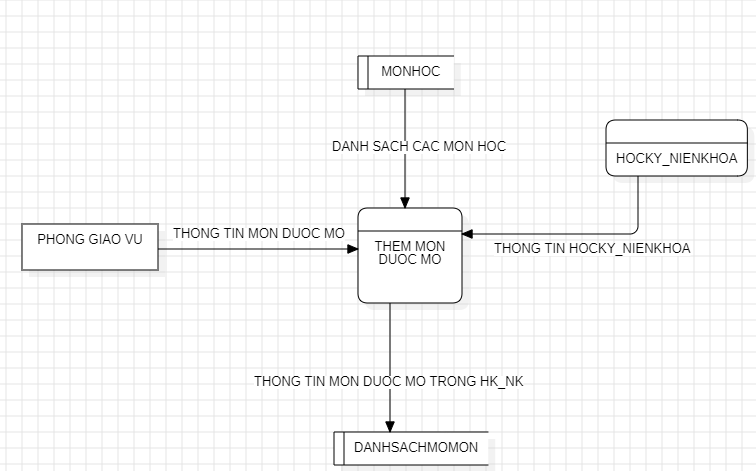 MONHOC
DANH SACH CAC MON HOC
HOCKY_NIENKHOA
PHONG GIAO VU
THONG TIN MON DUOC MO
THEM MON
DUOC MO
THONG TIN HOCKY_NIENKHOA
THONG TIN MON DUOC MO TRONG HK_NK
DANHSACHMOMON